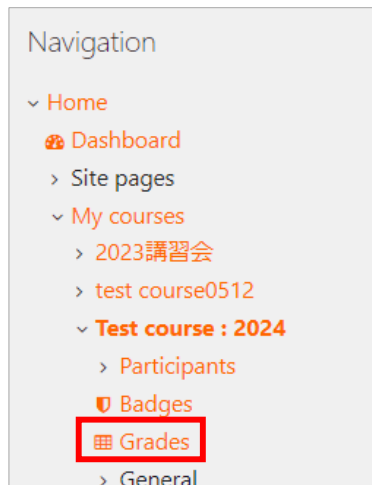 Navigation
Home
Dashboard
Site pages
My courses
2023講習会
test course0512
Test course : 2024
Participants
Badges
Grades
General